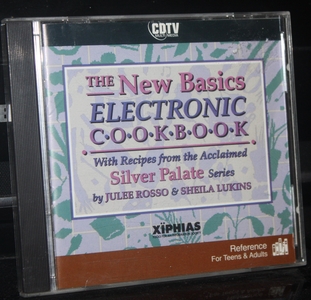 CDTV
THE New Basics
ELECTRONIC
C•O•O•K•B•O•O•K
With Recipes from the Acclaimed
Silver Palate Series
by JULEE ROSSO & SHEILA LUKINS
XIPHIAS
Reference
For Teens & Adults